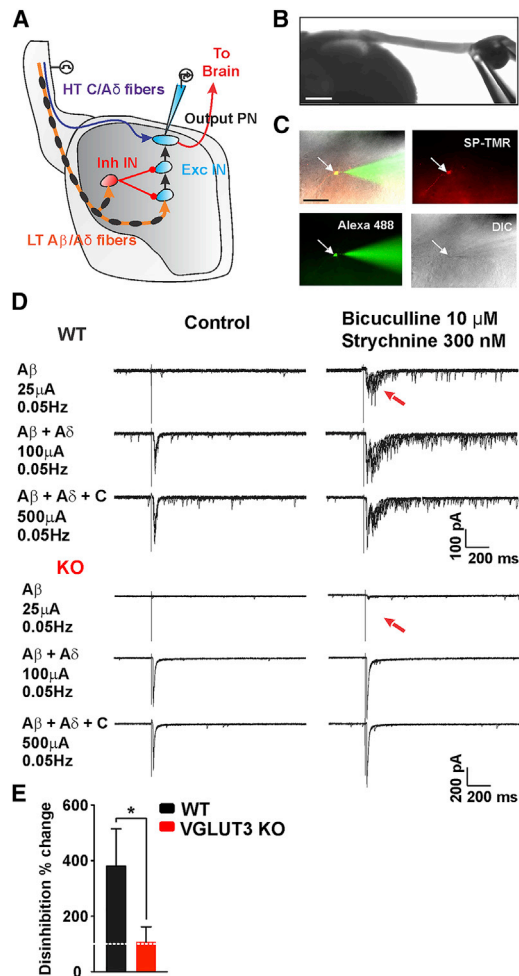 A
To
Brain
HT C/Aδ fibers
Output PN
Inh IN
Exc IN
LT Aβ/Aδ fibers
B
C
SP-TMR
Alexa 488
DIC
D
Control
Bicuculline 10 μM
Strychnine 300 nM
WT
Aβ
25μA
0.05Hz
Aβ + Aδ
100μA
0.05Hz
Aβ + Aδ + C
500μA
0.05Hz
100 pA
200 ms
KO
Aβ
25μA
0.05Hz
Aβ + Aδ
100μA
0.05Hz
Aβ + Aδ + C
500μA
0.05Hz
200 pA
200 ms
E
Disinhibition % change
600
400
200
0
*
WT
VGLUT3 KO